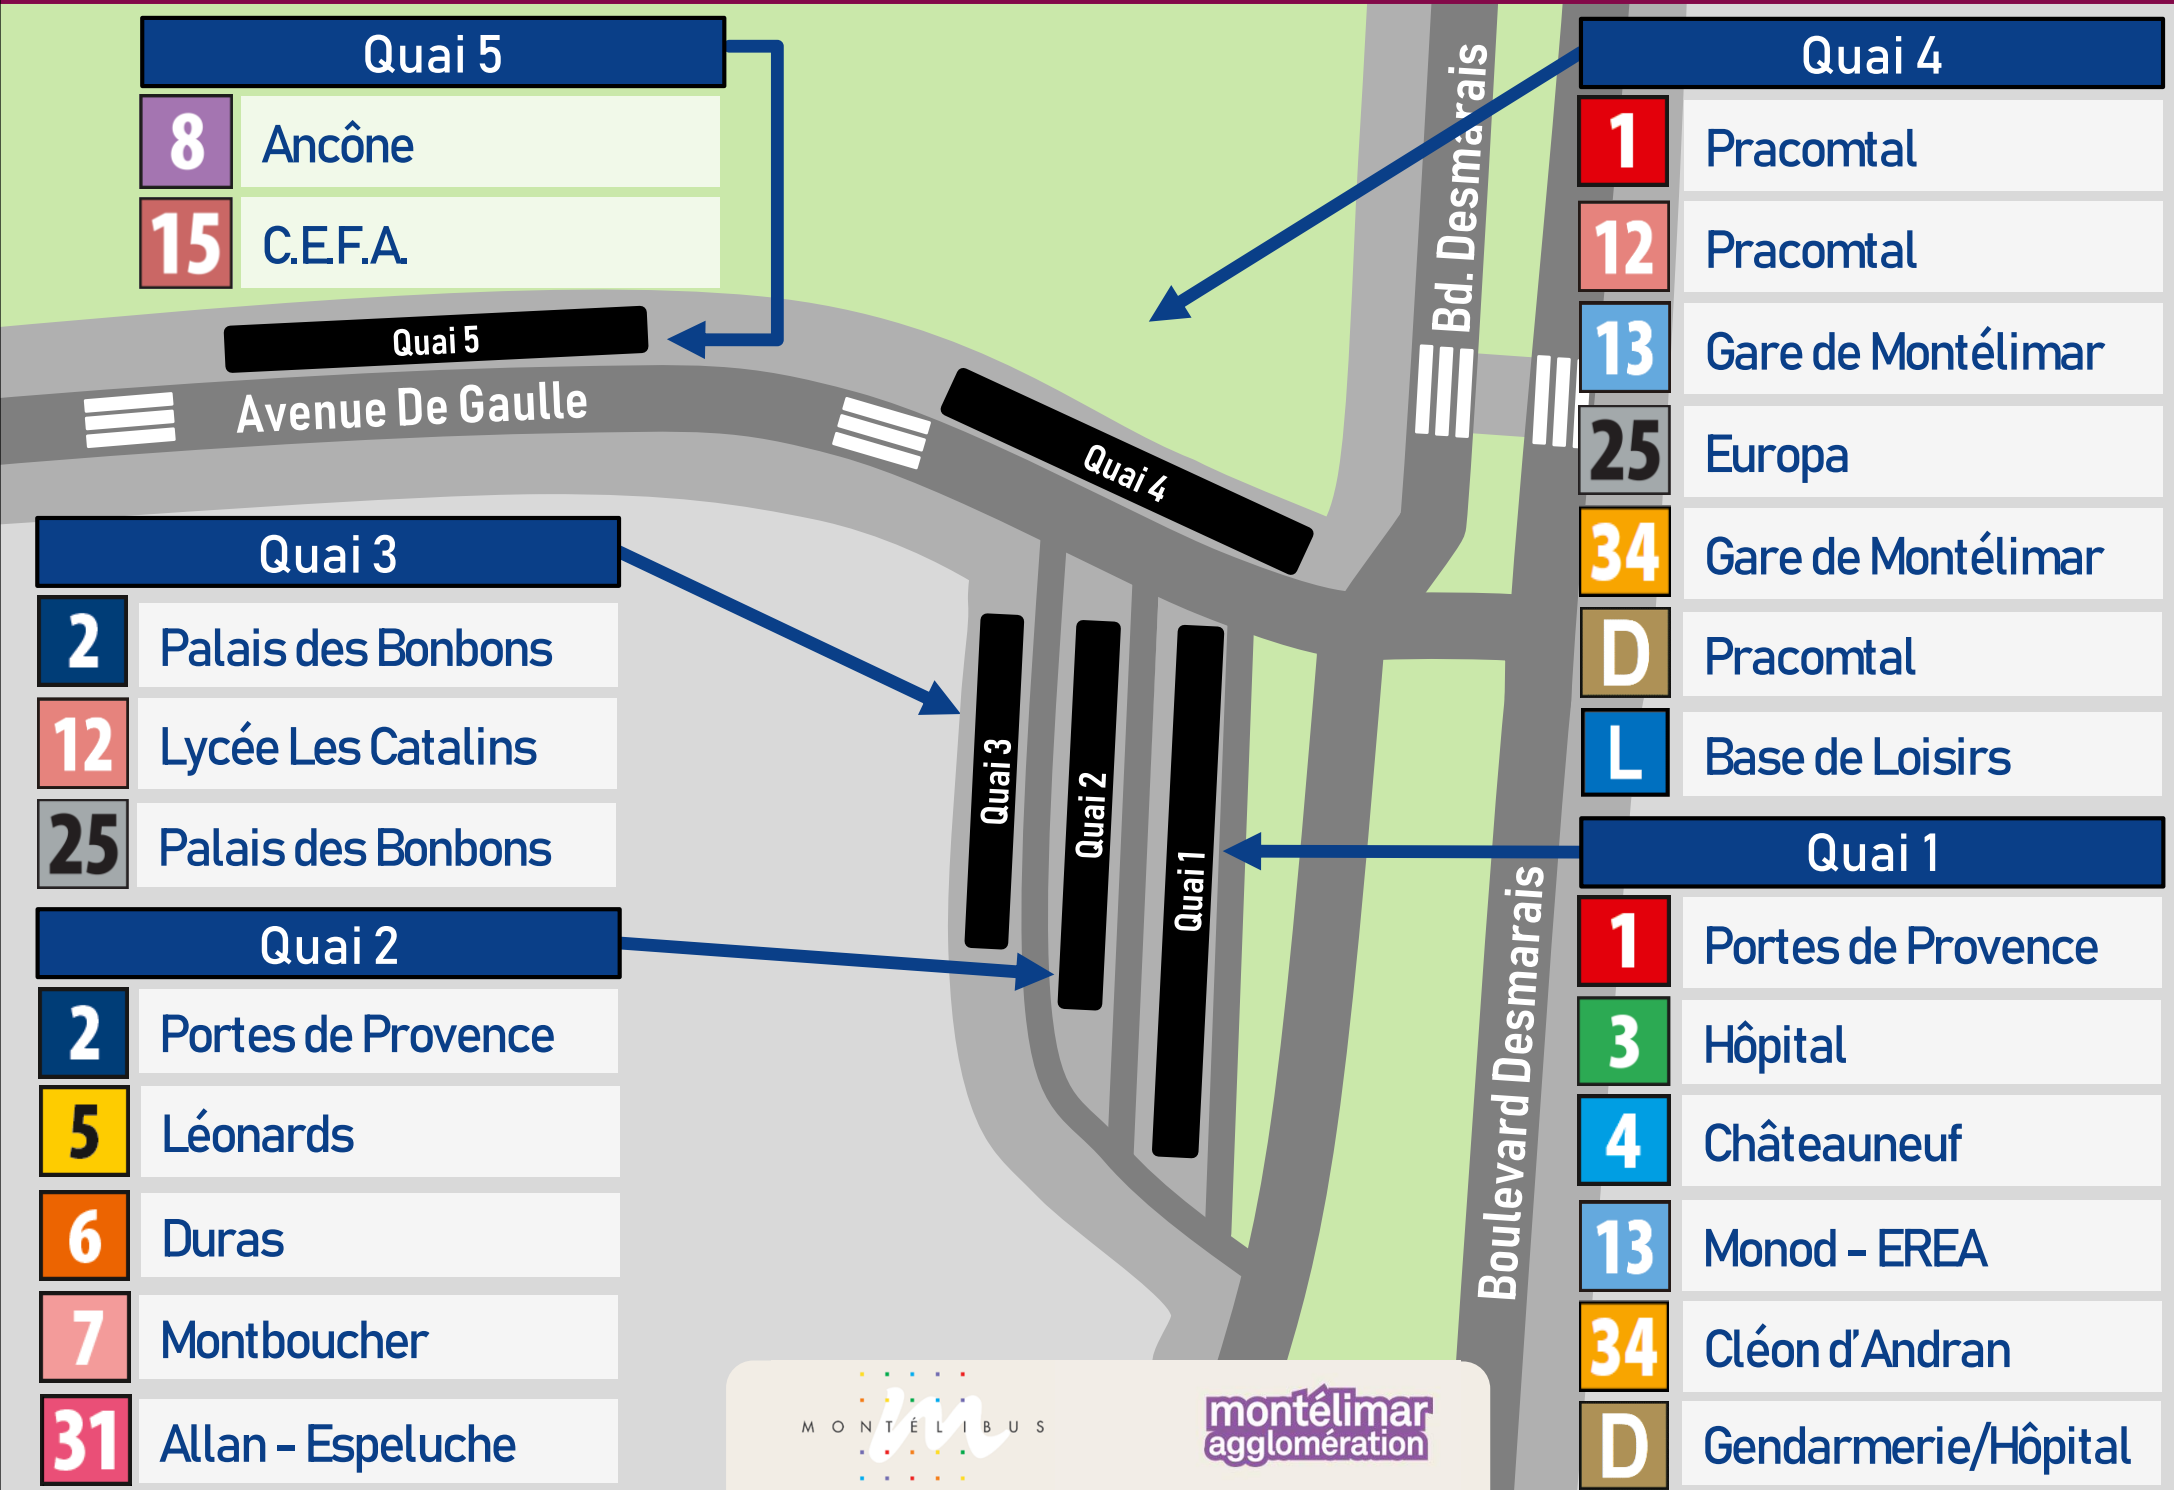 Quai 5
8 Ancône
15 C.E.F.A.
Quai 4
1 Pracomtal
12 Pracomtal
13 Gare de Montélimar
25 Europa
34 Gare de Montélimar
D Pracomtal
L Base de Loisirs
Bd. Desmarais
Quai 5
Avenue De Gaulle
Quai 4
Quai 3
2 Palais des Bonbons
12 Lycée Les Catalins
25 Palais des Bonbons
Quai 3
Quai 2
Quai 1
Quai 2
2 Portes de Provence
5 Léonards
6 Duras
7 Montboucher
31 Allan - Espeluche
Quai 1
1 Portes de Provence
3 Hôpital
4 Châteauneuf
13 Monod - EREA
34 Cléon d'Andran
D Gendarmerie/Hôpital
Boulevard Desmarais
m
MONTÉLIBUS
montélimar
agglomération